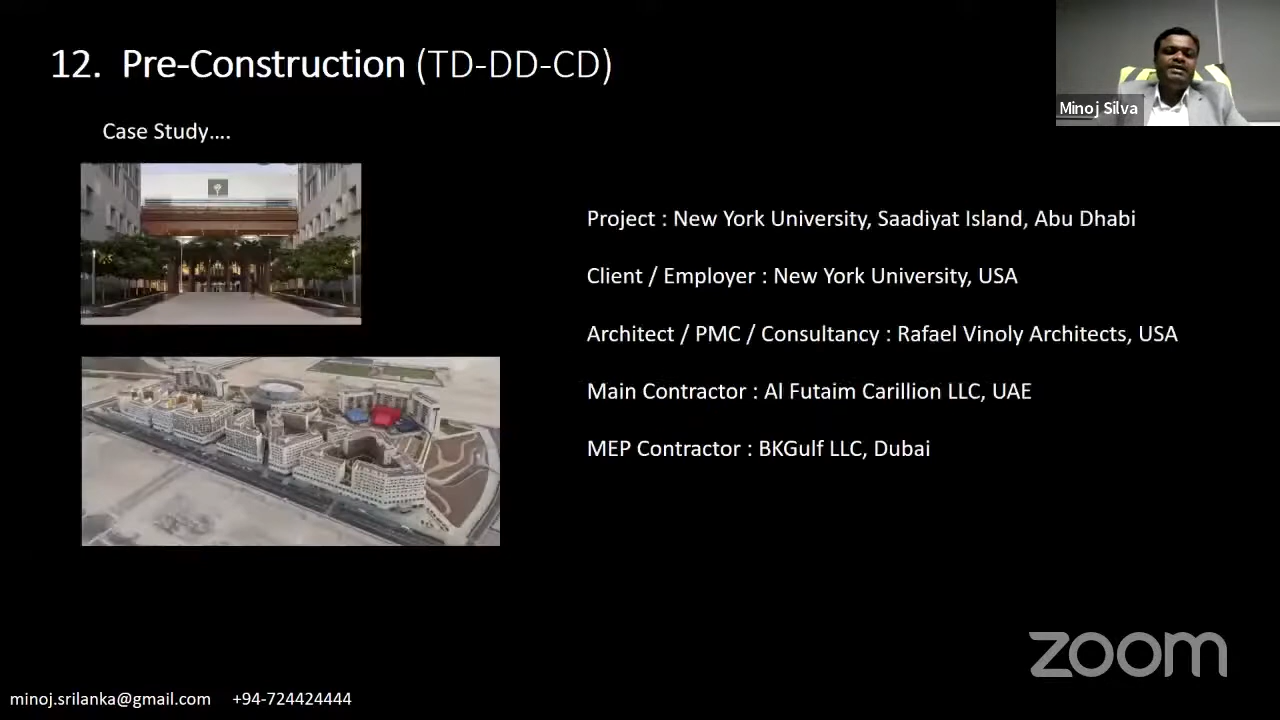 12. Pre-Construction (TD-DD-CD)
Minoj Silva
Case Study....
Project : New York University, Saadiyat Island, Abu Dhabi
Client / Employer : New York University, USA
Architect / PMC / Consultancy : Rafael Vinoly Architects, USA
Main Contractor : Al Futaim Carillion LLC, UAE
MEP Contractor : BKGulf LLC, Dubai
zoom
minoj.srilanka@gmail.com +94-724424444